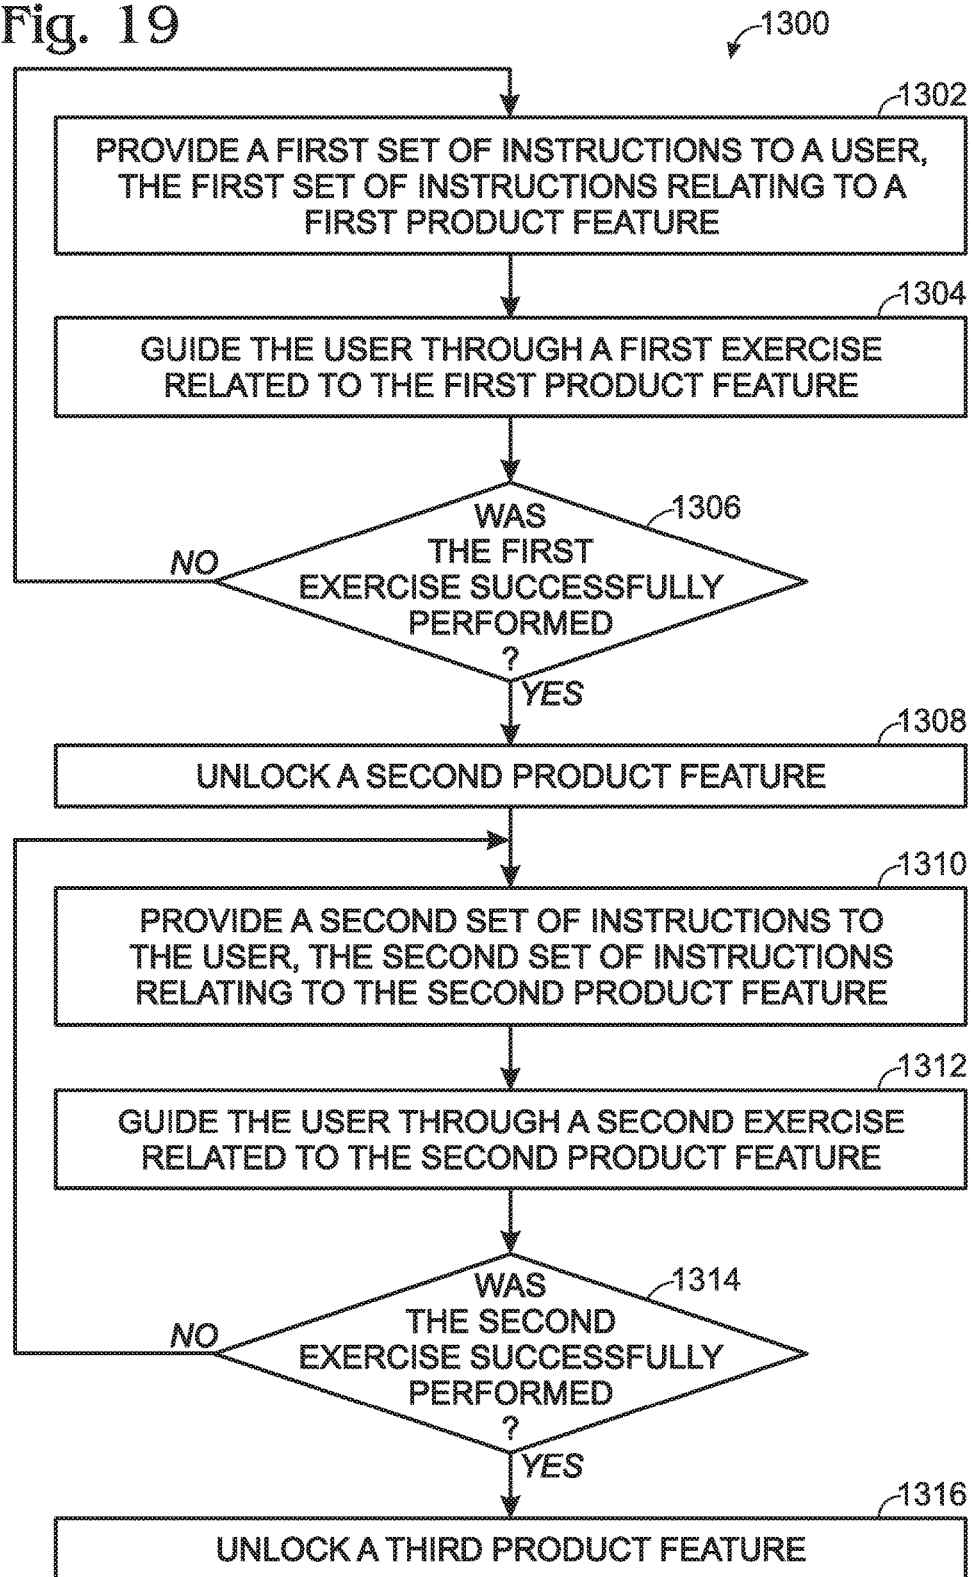 Fig. 19
1300
1302
PROVIDE A FIRST SET OF INSTRUCTIONS TO A USER,
THE FIRST SET OF INSTRUCTIONS RELATING TO A
FIRST PRODUCT FEATURE
1304
GUIDE THE USER THROUGH A FIRST EXERCISE
RELATED TO THE FIRST PRODUCT FEATURE
1306
WAS
THE FIRST
EXERCISE SUCCESSFULLY
PERFORMED
?
NO
YES
1308
UNLOCK A SECOND PRODUCT FEATURE
1310
PROVIDE A SECOND SET OF INSTRUCTIONS TO
THE USER, THE SECOND SET OF INSTRUCTIONS
RELATING TO THE SECOND PRODUCT FEATURE
1312
GUIDE THE USER THROUGH A SECOND EXERCISE
RELATED TO THE SECOND PRODUCT FEATURE
1314
WAS
THE SECOND
EXERCISE SUCCESSFULLY
PERFORMED
?
NO
YES
1316
UNLOCK A THIRD PRODUCT FEATURE